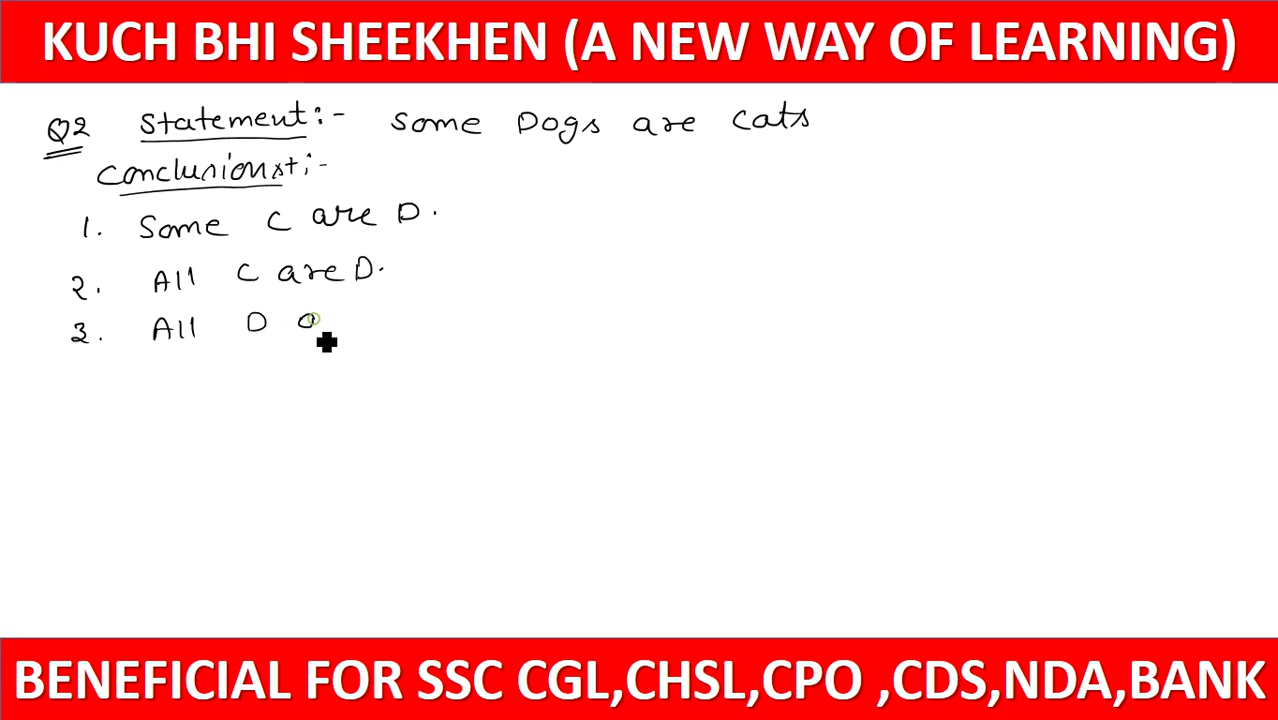 KUCH BHI SHEEKHEN (A NEW WAY OF LEARNING)
Q2 Statement:- Some Dogs are Cats
Conclusions:-
1. Some C are D.
2. All C are D.
3. All D a
BENEFICIAL FOR SSC CGL,CHSL,CPO ,CDS,NDA,BANK